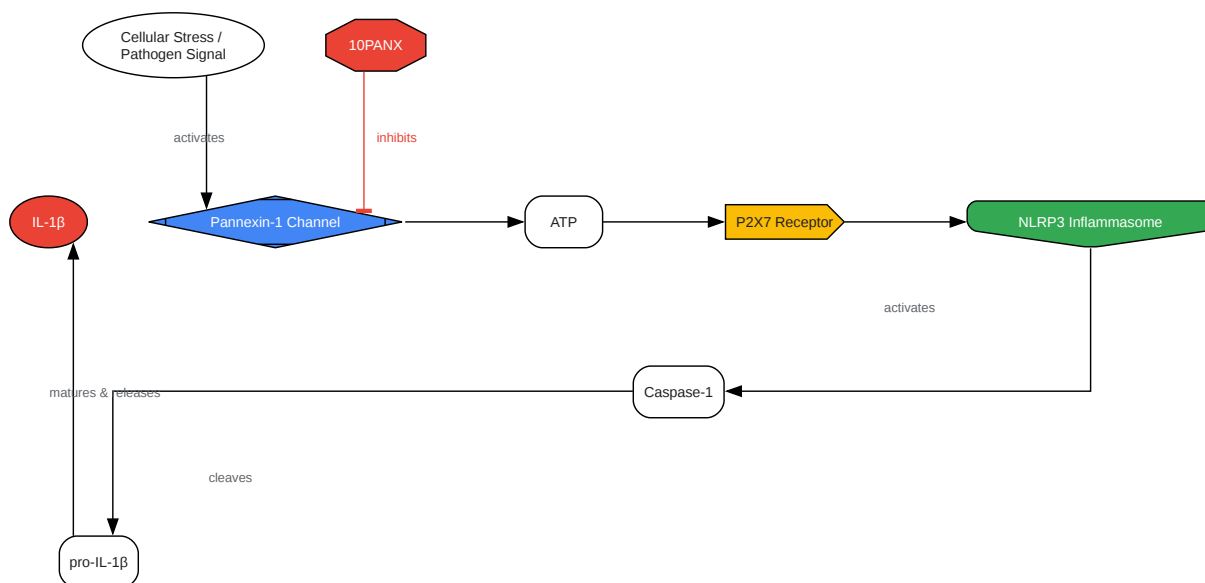 Cellular Stress /
Pathogen Signal
10PANX
activates
inhibits
IL-1β
Pannexin-1 Channel
ATP
P2X7 Receptor
NLRP3 Inflammasome
activates
Caspase-1
matures & releases
cleaves
pro-IL-1β